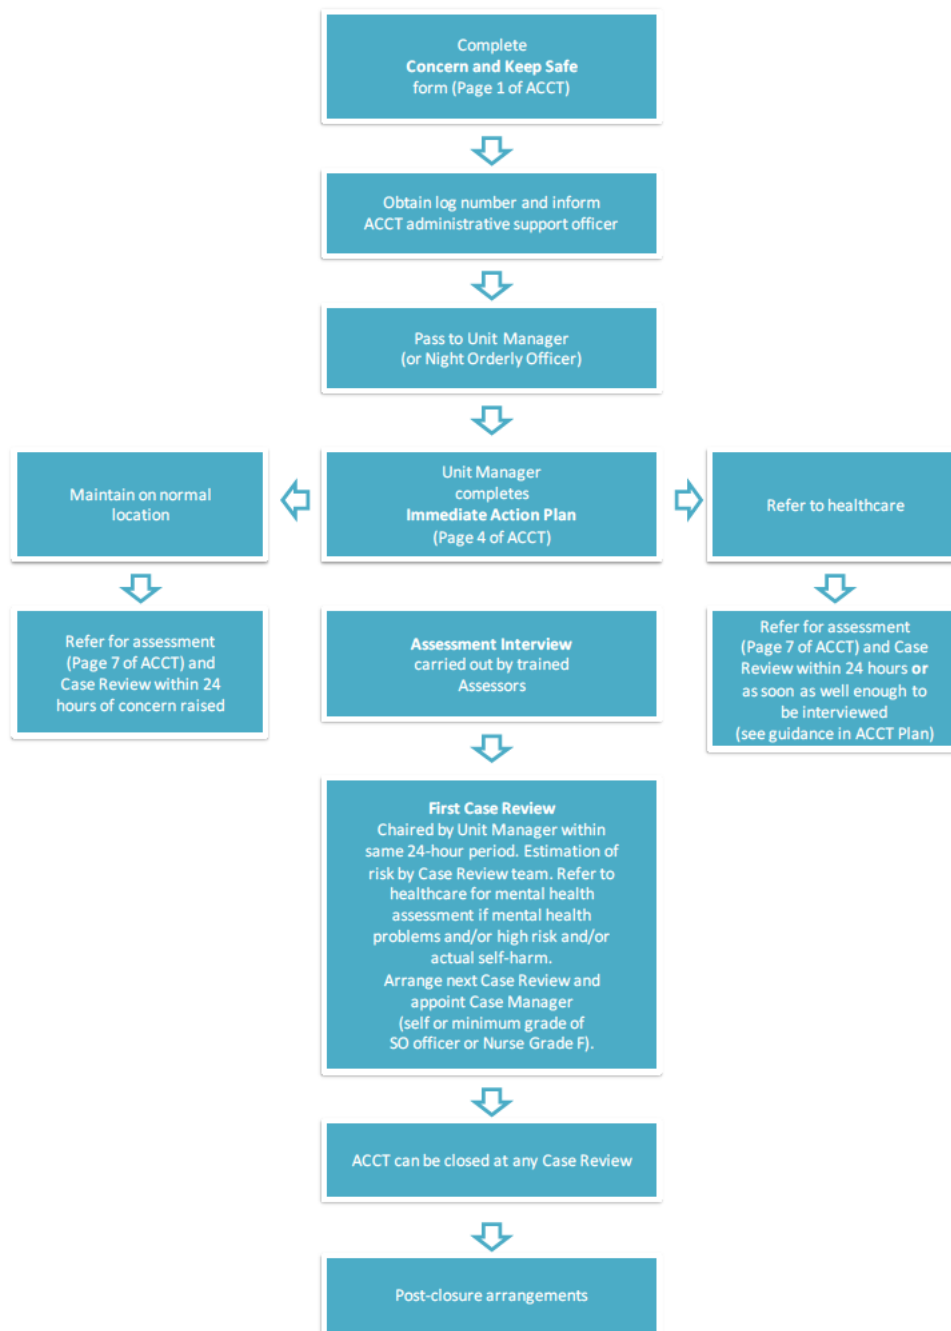 Complete
Concern and Keep Safe
form (Page 1 of ACCT)
Obtain log number and inform
ACCT administrative support officer
Pass to Unit Manager
(or Night Orderly Officer)
Maintain on normal
location
Unit Manager
completes
Immediate Action Plan
(Page 4 of ACCT)
Refer to healthcare
Refer for assessment
(Page 7 of ACCT) and
Case Review within 24
hours of concern raised
Assessment Interview
carried out by trained
Assessors
Refer for assessment
(Page 7 of ACCT) and Case
Review within 24 hours or
as soon as well enough to
be interviewed
(see guidance in ACCT Plan)
First Case Review
Chaired by Unit Manager within
same 24-hour period. Estimation of
risk by Case Review team. Refer to
healthcare for mental health
assessment if mental health
problems and/or high risk and/or
actual self-harm.
Arrange next Case Review and
appoint Case Manager
(self or minimum grade of
SO officer or Nurse Grade F).
ACCT can be closed at any Case Review
Post-closure arrangements